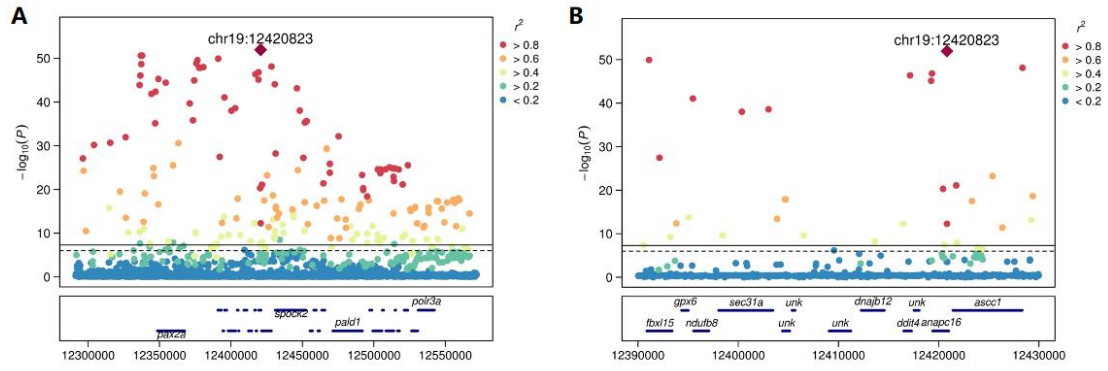 A
chr19:12420823
r²
> 0.8
> 0.6
> 0.4
> 0.2
< 0.2
−log₁₀(P)
50
40
30
20
10
0
polr3a
spock2
pax2a
pald1
12300000 12350000 12400000 12450000 12500000 12550000
B
chr19:12420823
r²
> 0.8
> 0.6
> 0.4
> 0.2
< 0.2
−log₁₀(P)
50
40
30
20
10
0
gpx6 sec31a unk dnajb12 unk ascc1
fbxl15 ndufb8 unk unk ddit4 anapc16
12390000 12400000 12410000 12420000 12430000